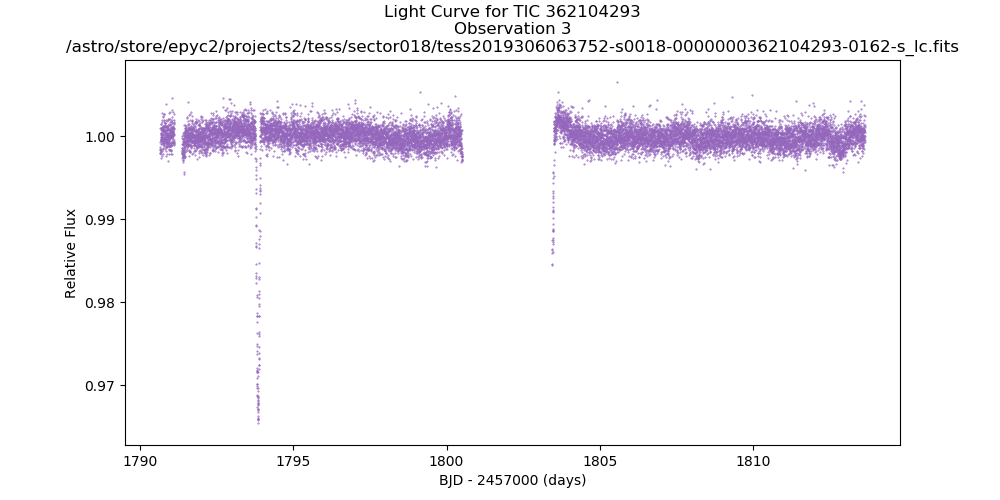 Light Curve for TIC 362104293
Observation 3
/astro/store/epyc2/projects2/tess/sector018/tess2019306063752-s0018-0000000362104293-0162-s_lc.fits
1.00
0.99
0.98
0.97
Relative Flux
1790
1795
1800
1805
1810
BJD - 2457000 (days)